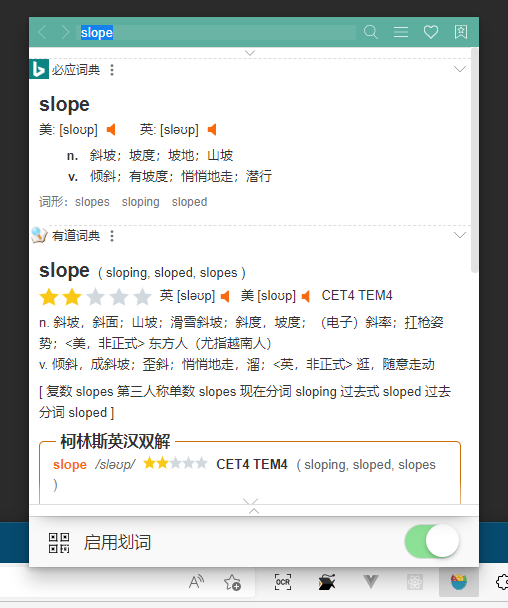 slope
必应词典
slope
美: [sloʊp] 英: [sləʊp]
n. 斜坡；坡度；坡地；山坡
v. 倾斜；有坡度；悄悄地走；潜行
词形：slopes sloping sloped
有道词典
slope ( sloping, sloped, slopes )
英 [sləʊp] 美 [sloʊp] CET4 TEM4
n. 斜坡，斜面；山坡；滑雪斜坡；斜度，坡度；（电子）斜率；扛枪姿
势；<美，非正式> 东方人（尤指越南人）
v. 倾斜，成斜坡；歪斜；悄悄地走，溜；<英，非正式> 逛，随意走动
[ 复数 slopes 第三人称单数 slopes 现在分词 sloping 过去式 sloped 过去
分词 sloped ]
柯林斯英汉双解
slope /sləʊp/ CET4 TEM4 ( sloping, sloped, slopes
)
启用划词
A
OCR